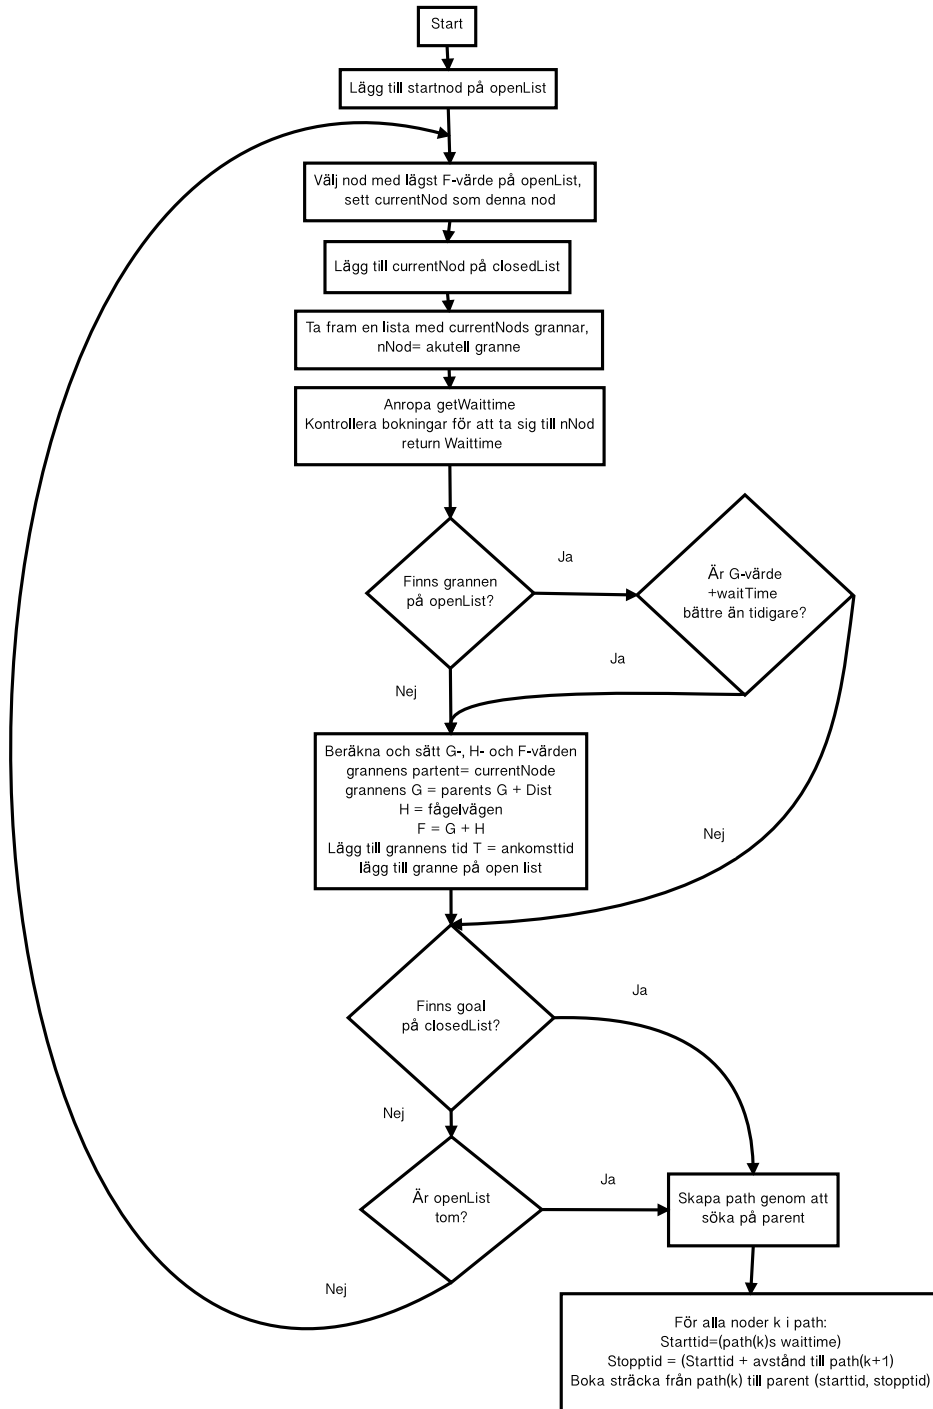 Start
Lägg till startnod på openList
Välj nod med lägst F-värde på openList,
sett currentNod som denna nod
Lägg till currentNod på closedList
Ta fram en lista med currentNods grannar,
nNod= akutell granne
Anropa getWaittime
Kontrollera bokningar för att ta sig till nNod
return Waittime
Finns grannen
på openList?
Ja
Är G-värde
+waitTime
bättre än tidigare?
Ja
Nej
Beräkna och sätt G-, H- och F-värden
grannens partent= currentNode
grannens G = parents G + Dist
H = fågelvägen
F = G + H
Lägg till grannens tid T = ankomsttid
lägg till granne på open list
Nej
Finns goal
på closedList?
Ja
Nej
Är openList
tom?
Ja
Skapa path genom att
söka på parent
Nej
För alla noder k i path:
Starttid=(path(k)s waittime)
Stopptid = (Starttid + avstånd till path(k+1)
Boka sträcka från path(k) till parent (starttid, stopptid)